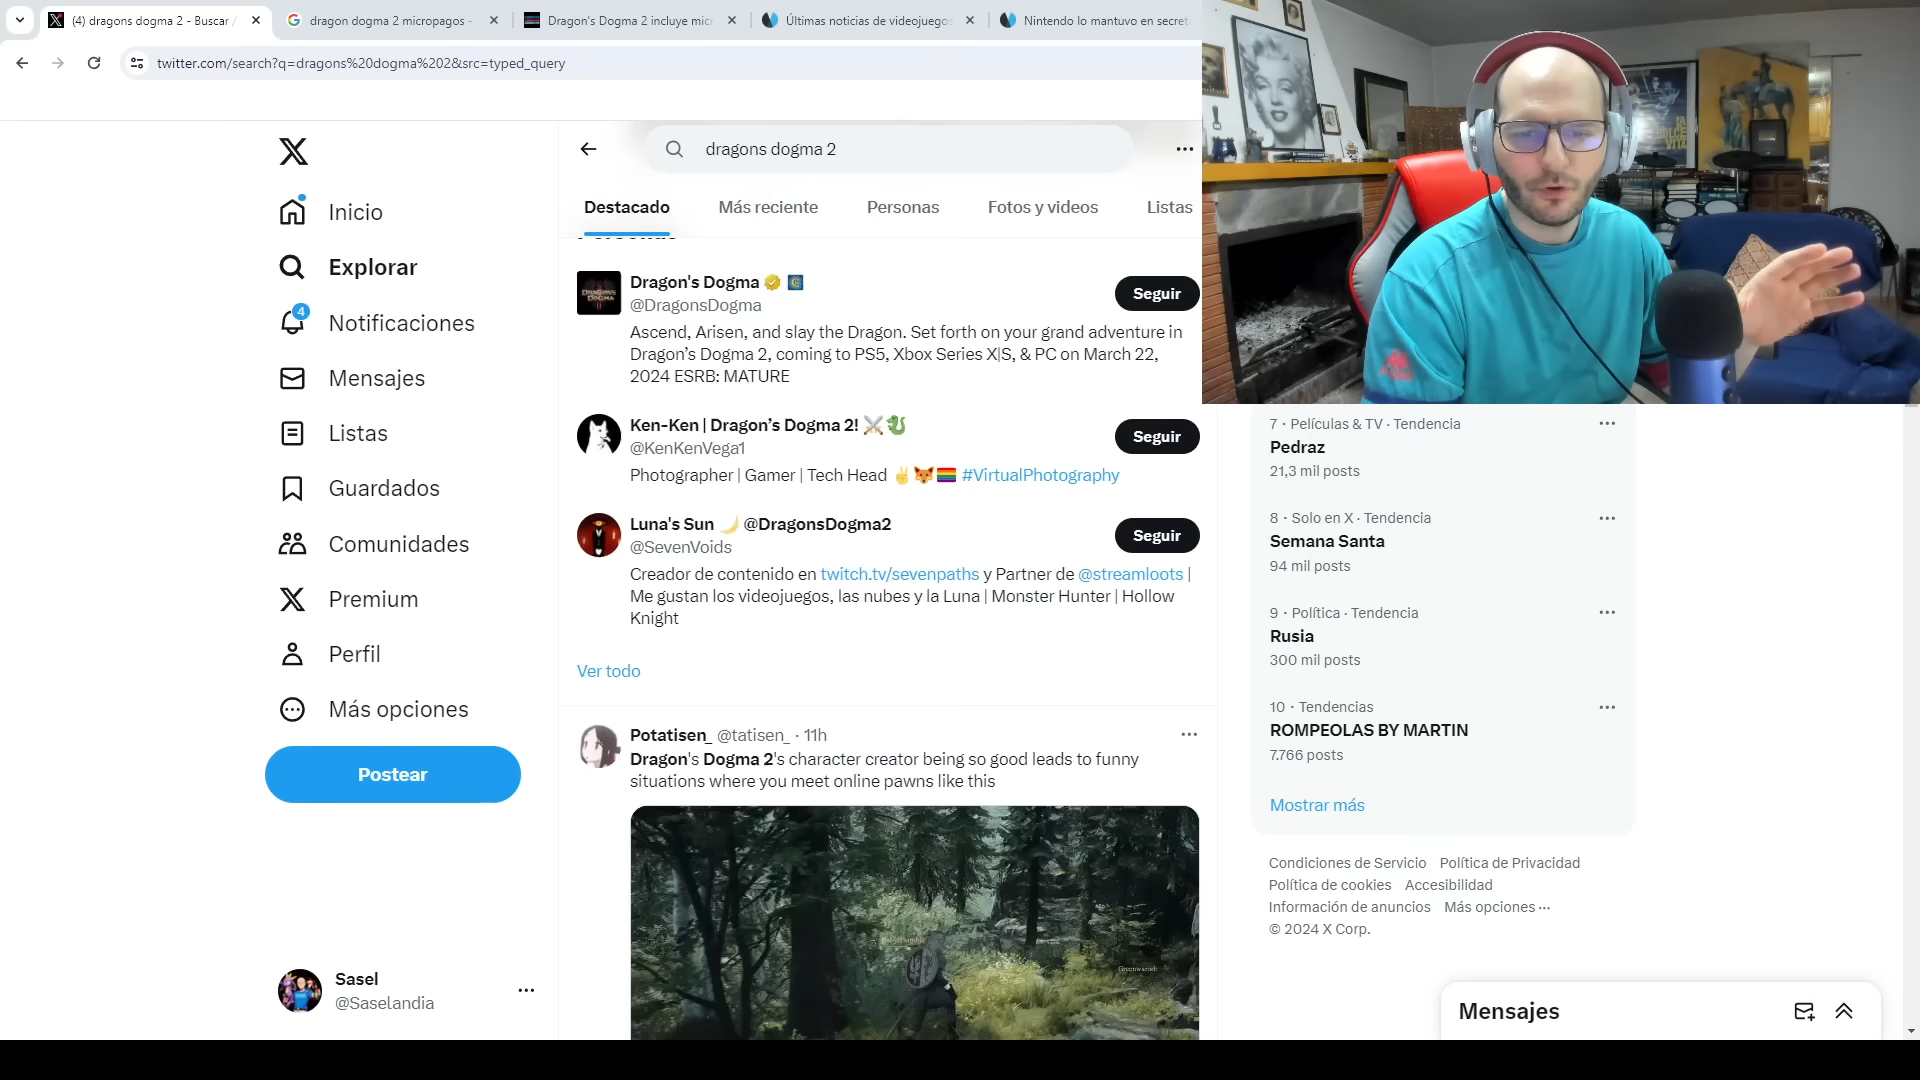 (4) dragons dogma 2 - Buscar /
dragon dogma 2 micropagos -
Dragon's Dogma 2 incluye micr
Últimas noticias de videojuego
Nintendo lo mantuvo en secret
twitter.com/search?q=dragons%20dogma%202&src=typed_query
Inicio
Explorar
4
Notificaciones
Mensajes
Listas
Guardados
Comunidades
Premium
Perfil
Más opciones
Postear
Sasel
@Saselandia
dragons dogma 2
Destacado
Más reciente
Personas
Fotos y videos
Listas
Dragon's Dogma
@DragonsDogma
Seguir
Ascend, Arisen, and slay the Dragon. Set forth on your grand adventure in
Dragon’s Dogma 2, coming to PS5, Xbox Series X|S, & PC on March 22,
2024 ESRB: MATURE
Ken-Ken | Dragon’s Dogma 2! ⚔️🐉
@KenKenVega1
Seguir
Photographer | Gamer | Tech Head ✌️🦊🏳️‍🌈 #VirtualPhotography
Luna's Sun 🌙 @DragonsDogma2
@SevenVoids
Seguir
Creador de contenido en twitch.tv/sevenpaths y Partner de @streamloots |
Me gustan los videojuegos, las nubes y la Luna | Monster Hunter | Hollow
Knight
Ver todo
Potatisen_ @tatisen_ · 11h
Dragon's Dogma 2's character creator being so good leads to funny
situations where you meet online pawns like this
7 · Películas & TV · Tendencia
Pedraz
21,3 mil posts
8 · Solo en X · Tendencia
Semana Santa
94 mil posts
9 · Política · Tendencia
Rusia
300 mil posts
10 · Tendencias
ROMPEOLAS BY MARTIN
7.766 posts
Mostrar más
Condiciones de Servicio Política de Privacidad
Política de cookies Accesibilidad
Información de anuncios Más opciones ···
© 2024 X Corp.
Mensajes